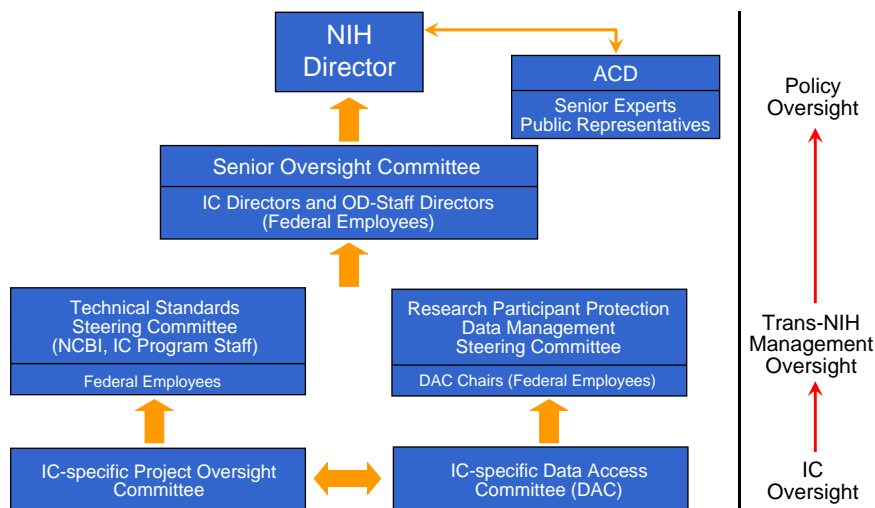 NIH
Director
ACD
Senior Experts
Public Representatives
Policy
Oversight
Senior Oversight Committee
IC Directors and OD-Staff Directors
(Federal Employees)
Technical Standards
Steering Committee
(NCBI, IC Program Staff)
Federal Employees
Research Participant Protection
Data Management
Steering Committee
DAC Chairs (Federal Employees)
Trans-NIH
Management
Oversight
IC-specific Project Oversight
Committee
IC-specific Data Access
Committee (DAC)
IC
Oversight